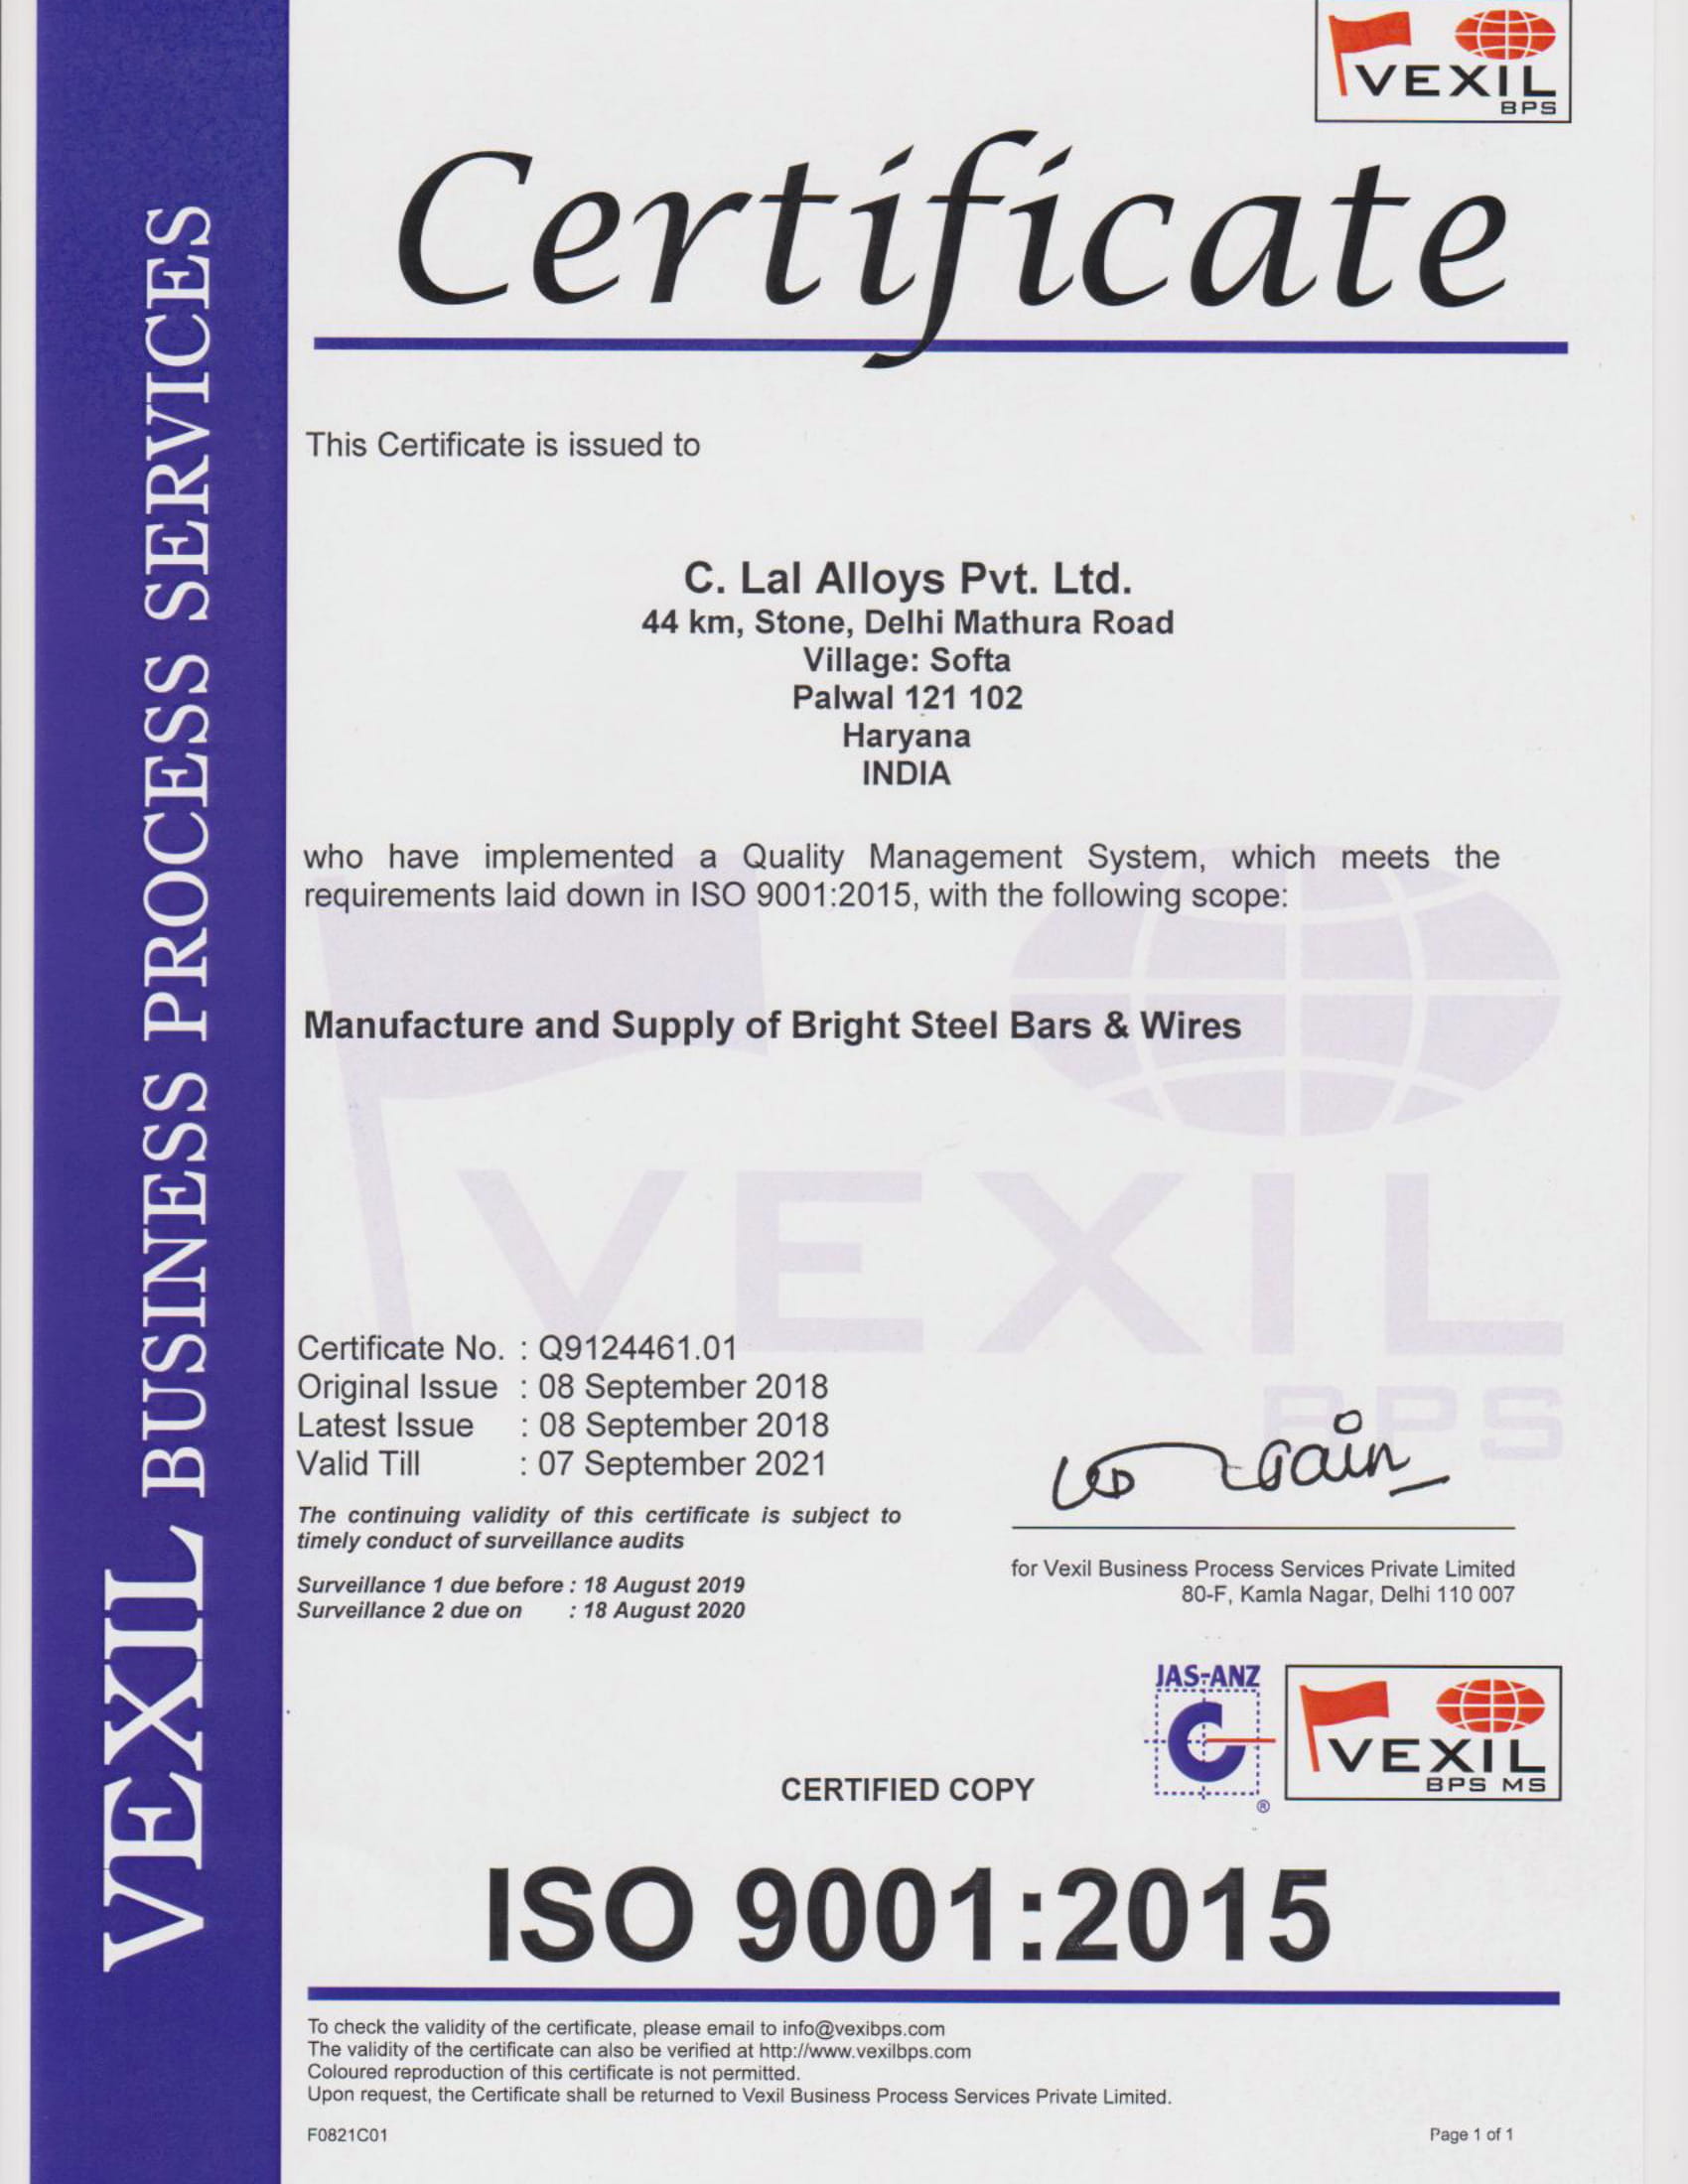 VEXIL
BPS
Certificate
VEXIL BUSINESS PROCESS SERVICES
This Certificate is issued to
C. Lal Alloys Pvt. Ltd.
44 km, Stone, Delhi Mathura Road
Village: Softa
Palwal 121 102
Haryana
INDIA
who have implemented a Quality Management System, which meets the
requirements laid down in ISO 9001:2015, with the following scope:
Manufacture and Supply of Bright Steel Bars & Wires
VEXIL
BPS
Certificate No. : Q9124461.01
Original Issue : 08 September 2018
Latest Issue : 08 September 2018
Valid Till : 07 September 2021
The continuing validity of this certificate is subject to
timely conduct of surveillance audits
Surveillance 1 due before : 18 August 2019
Surveillance 2 due on : 18 August 2020
for Vexil Business Process Services Private Limited
80-F, Kamla Nagar, Delhi 110 007
JAS-ANZ
®
VEXIL
BPS MS
CERTIFIED COPY
ISO 9001:2015
To check the validity of the certificate, please email to info@vexibps.com
The validity of the certificate can also be verified at http://www.vexilbps.com
Coloured reproduction of this certificate is not permitted.
Upon request, the Certificate shall be returned to Vexil Business Process Services Private Limited.
F0821C01
Page 1 of 1